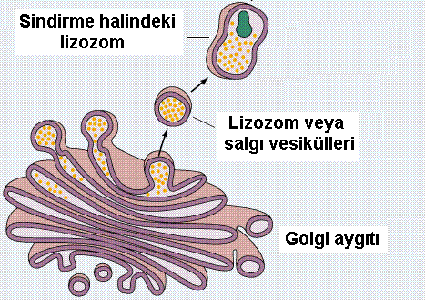 Sindirme halindeki
lizozom
Lizozom veya
salgı vesikülleri
Golgi aygıtı